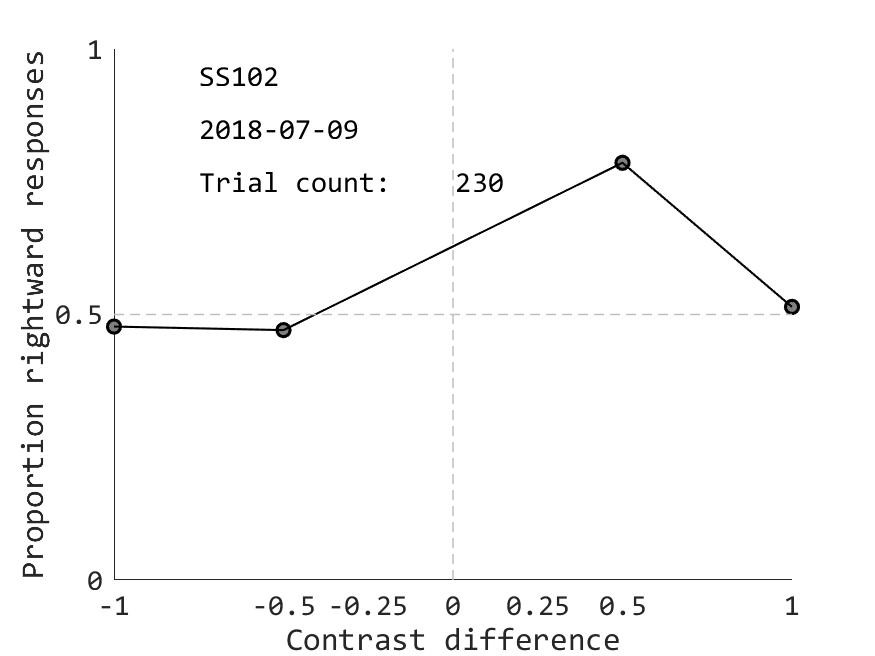 1
SS102
2018-07-09
Trial count: 230
Proportion rightward responses
0.5
0
-1 -0.5 -0.25 0 0.25 0.5 1
Contrast difference